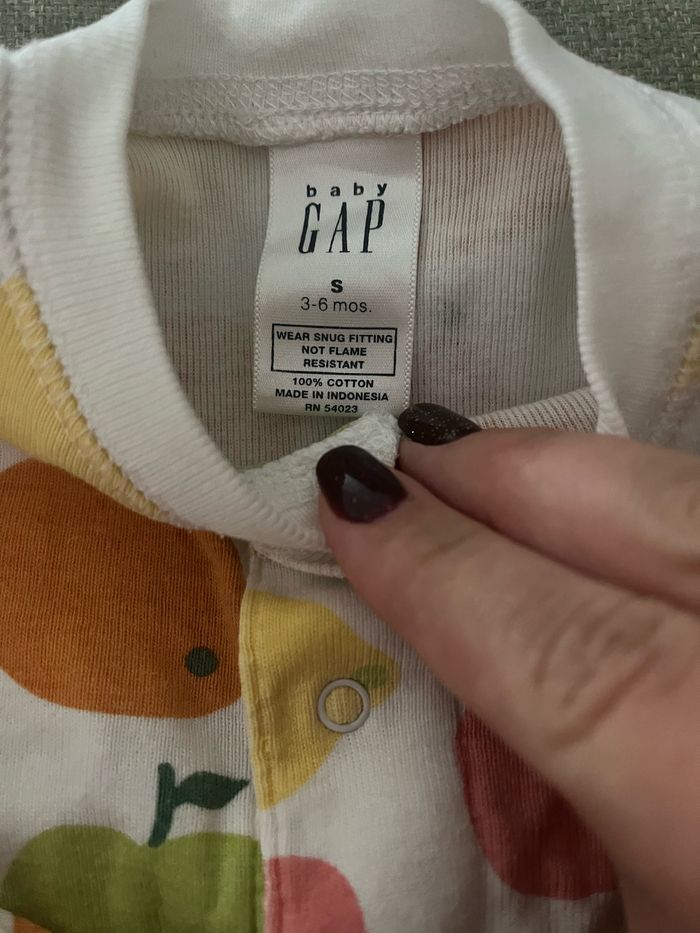 baby
GAP
S
3-6 mos.
WEAR SNUG FITTING
NOT FLAME
RESISTANT
100% COTTON
MADE IN INDONESIA
RN 54023